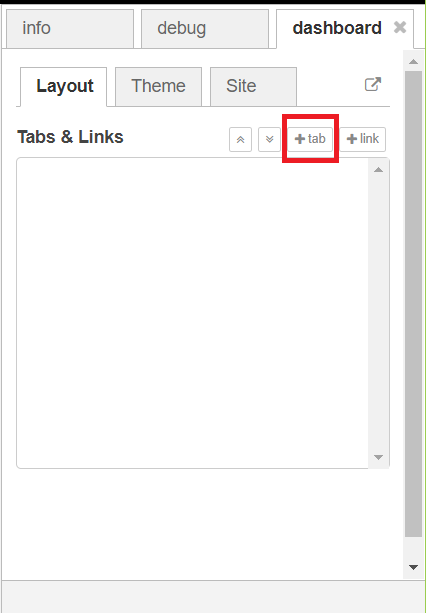 info debug dashboard
Layout Theme Site
Tabs & Links tab link